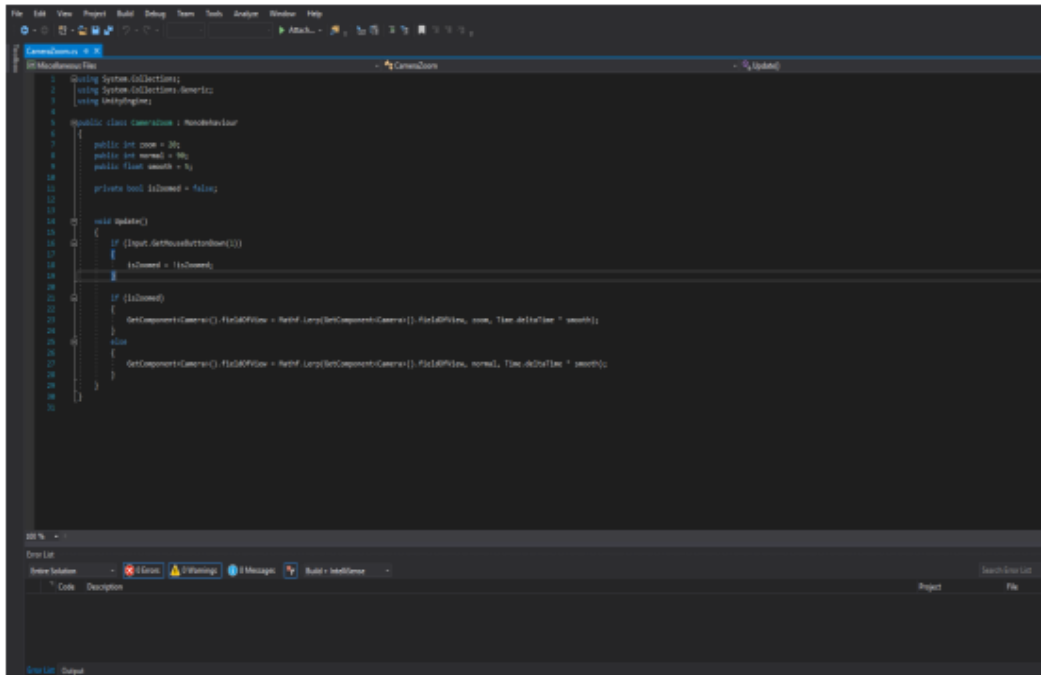 File Edit View Project Build Debug Team Tools Analyze Window Help
Attach...
Toolbox
CameraZoom.cs
Miscellaneous Files CameraZoom Update()
1 using System.Collections;
2 using System.Collections.Generic;
3 using UnityEngine;
4
5 public class CameraZoom : MonoBehaviour
6 {
7 public int zoom = 20;
8 public int normal = 90;
9 public float smooth = 5;
10
11 private bool isZoomed = false;
12
13
14 void Update()
15 {
16 if (Input.GetMouseButtonDown(1))
17 {
18 isZoomed = !isZoomed;
19 }
20
21 if (isZoomed)
22 {
23 GetComponent<Camera>().fieldOfView = Mathf.Lerp(GetComponent<Camera>().fieldOfView, zoom, Time.deltaTime * smooth);
24 }
25 else
26 {
27 GetComponent<Camera>().fieldOfView = Mathf.Lerp(GetComponent<Camera>().fieldOfView, normal, Time.deltaTime * smooth);
28 }
29 }
30 }
31
100 %
Error List
Entire Solution 0 Errors 0 Warnings 0 Messages Build + IntelliSense Search Error List
Code Description Project File
Error List Output